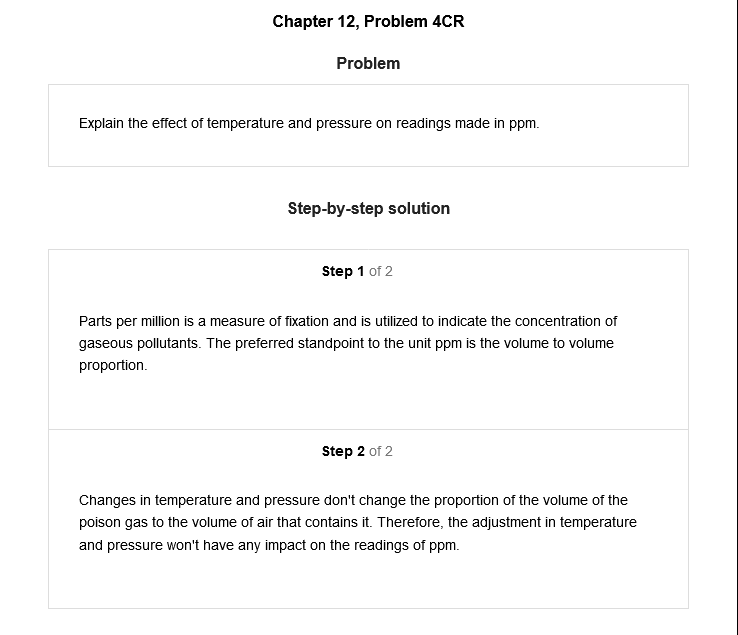 Chapter 12, Problem 4CR
Problem
Explain the effect of temperature and pressure on readings made in ppm.
Step-by-step solution
Step 1 of 2
Parts per million is a measure of fixation and is utilized to indicate the concentration of
gaseous pollutants. The preferred standpoint to the unit ppm is the volume to volume
proportion.
Step 2 of 2
Changes in temperature and pressure don't change the proportion of the volume of the
poison gas to the volume of air that contains it. Therefore, the adjustment in temperature
and pressure won't have any impact on the readings of ppm.